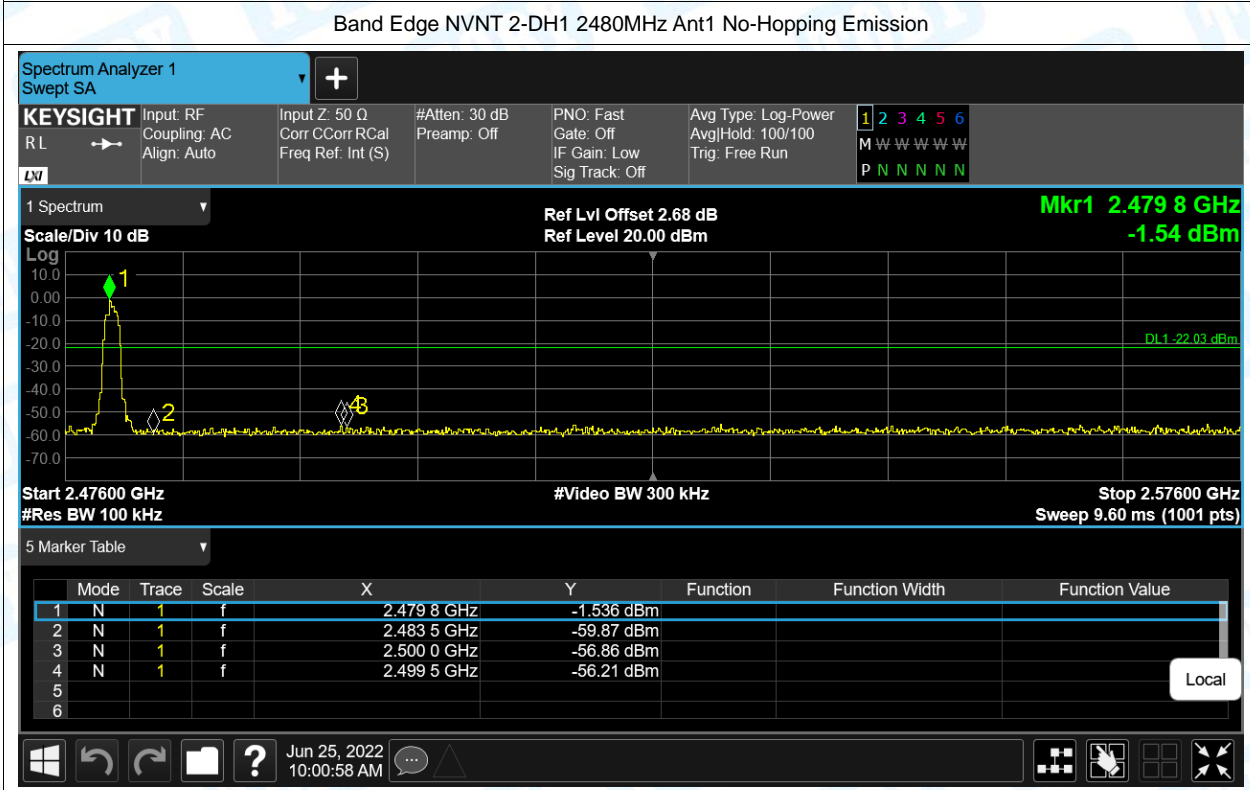 Band Edge NVNT 2-DH1 2480MHz Ant1 No-Hopping Emission
Spectrum Analyzer 1
Swept SA
+
KEYSIGHT
RL
LXI
Input: RF
Coupling: AC
Align: Auto
Input Z: 50 Ω
Corr CCorr RCal
Freq Ref: Int (S)
#Atten: 30 dB
Preamp: Off
PNO: Fast
Gate: Off
IF Gain: Low
Sig Track: Off
Avg Type: Log-Power
Avg|Hold: 100/100
Trig: Free Run
1 2 3 4 5 6
M W W W W W
P N N N N N
1 Spectrum
Scale/Div 10 dB
Ref Lvl Offset 2.68 dB
Ref Level 20.00 dBm
Mkr1 2.479 8 GHz
-1.54 dBm
Log
10.0
0.00
-10.0
-20.0
-30.0
-40.0
-50.0
-60.0
-70.0
1
2
4
3
DL1 -22.03 dBm
Start 2.47600 GHz
#Res BW 100 kHz
#Video BW 300 kHz
Stop 2.57600 GHz
Sweep 9.60 ms (1001 pts)
5 Marker Table
Mode Trace Scale X Y Function Function Width Function Value
1 N 1 f 2.479 8 GHz -1.536 dBm
2 N 1 f 2.483 5 GHz -59.87 dBm
3 N 1 f 2.500 0 GHz -56.86 dBm
4 N 1 f 2.499 5 GHz -56.21 dBm
5
6
Local
?
Jun 25, 2022
10:00:58 AM